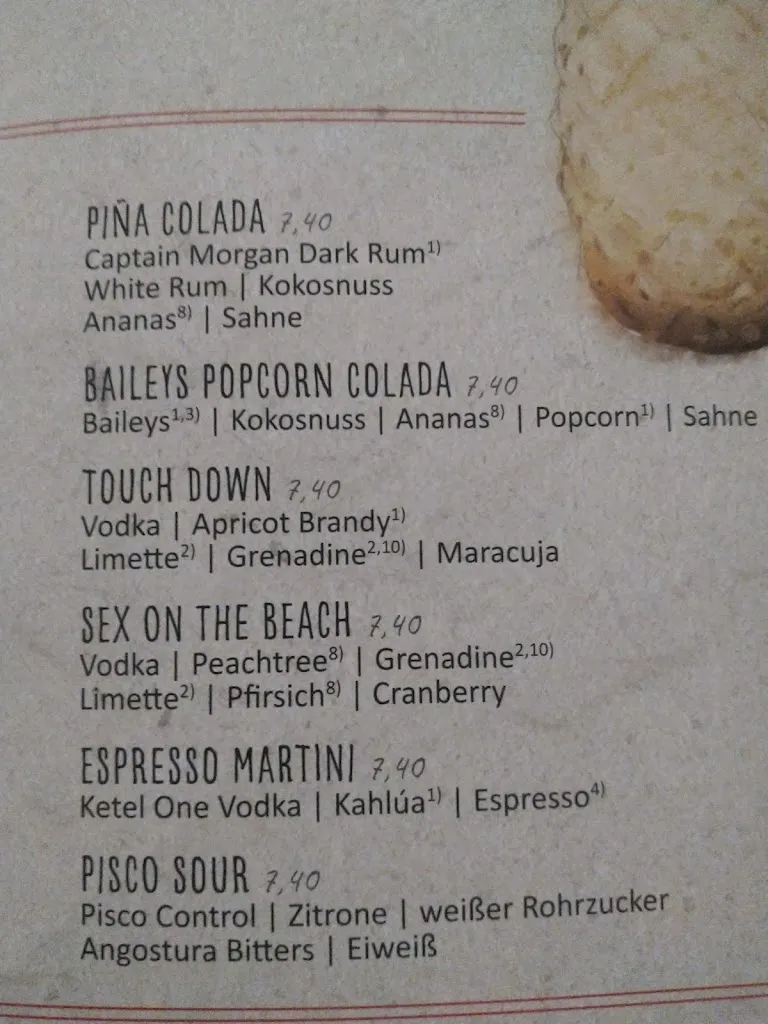 PIÑA COLADA 7,40
Captain Morgan Dark Rum¹⁾
White Rum | Kokosnuss
Ananas⁸⁾ | Sahne
BAILEYS POPCORN COLADA 7,40
Baileys¹,³⁾ | Kokosnuss | Ananas⁸⁾ | Popcorn¹⁾ | Sahne
TOUCH DOWN 7,40
Vodka | Apricot Brandy¹⁾
Limette²⁾ | Grenadine²,¹⁰⁾ | Maracuja
SEX ON THE BEACH 7,40
Vodka | Peachtree⁸⁾ | Grenadine²,¹⁰⁾
Limette²⁾ | Pfirsich⁸⁾ | Cranberry
ESPRESSO MARTINI 7,40
Ketel One Vodka | Kahlúa¹⁾ | Espresso⁴⁾
PISCO SOUR 7,40
Pisco Control | Zitrone | weißer Rohrzucker
Angostura Bitters | Eiweiß